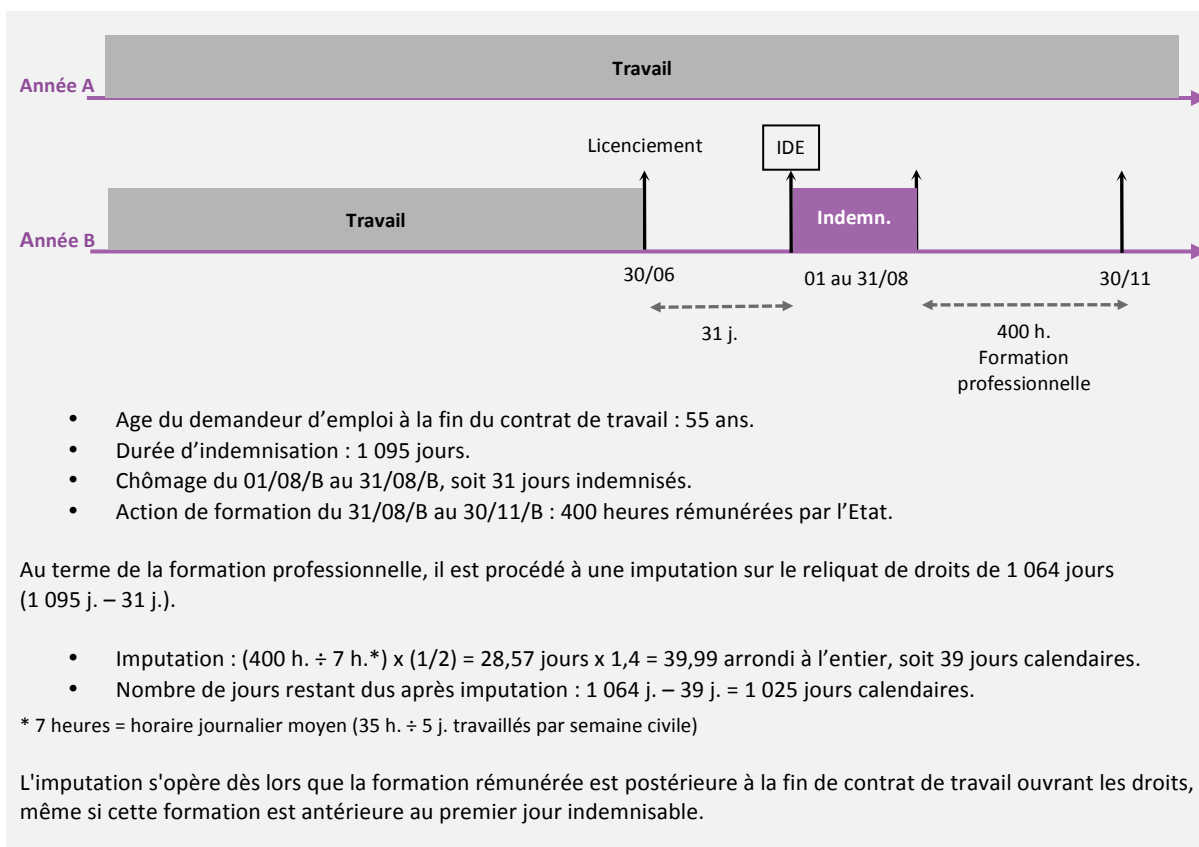 Travail
Année A
Licenciement
IDE
Travail
Indemn.
Année B
30/06
01 au 31/08
30/11
31 j.
400 h.
Formation
professionnelle
• Age du demandeur d’emploi à la fin du contrat de travail : 55 ans.
• Durée d’indemnisation : 1 095 jours.
• Chômage du 01/08/B au 31/08/B, soit 31 jours indemnisés.
• Action de formation du 31/08/B au 30/11/B : 400 heures rémunérées par l’Etat.
Au terme de la formation professionnelle, il est procédé à une imputation sur le reliquat de droits de 1 064 jours
(1 095 j. – 31 j.).
• Imputation : (400 h. ÷ 7 h.*) x (1/2) = 28,57 jours x 1,4 = 39,99 arrondi à l’entier, soit 39 jours calendaires.
• Nombre de jours restant dus après imputation : 1 064 j. – 39 j. = 1 025 jours calendaires.
* 7 heures = horaire journalier moyen (35 h. ÷ 5 j. travaillés par semaine civile)
L'imputation s'opère dès lors que la formation rémunérée est postérieure à la fin de contrat de travail ouvrant les droits,
même si cette formation est antérieure au premier jour indemnisable.